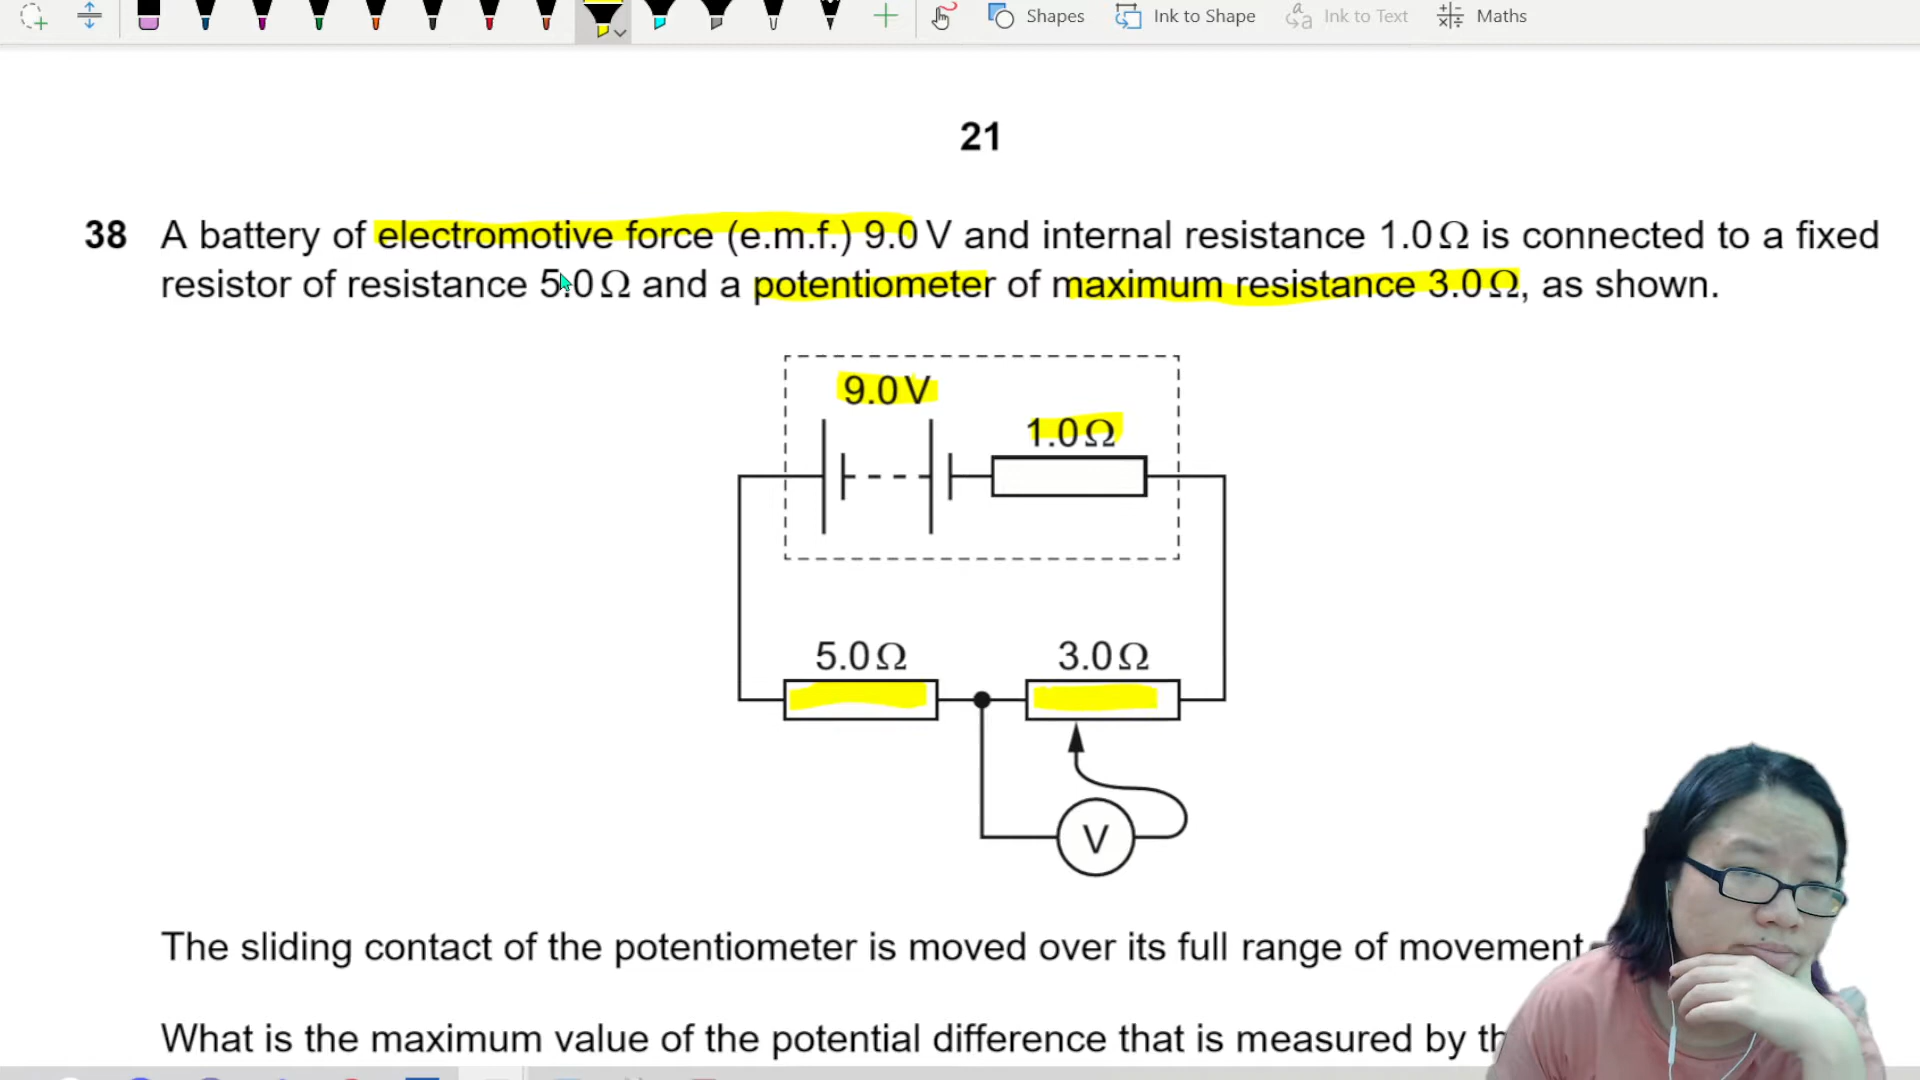 Shapes
Ink to Shape
Ink to Text
Maths
21
38 A battery of electromotive force (e.m.f.) 9.0 V and internal resistance 1.0 Ω is connected to a fixed
resistor of resistance 5.0 Ω and a potentiometer of maximum resistance 3.0 Ω, as shown.
9.0 V
1.0 Ω
5.0 Ω
3.0 Ω
V
The sliding contact of the potentiometer is moved over its full range of movement
What is the maximum value of the potential difference that is measured by